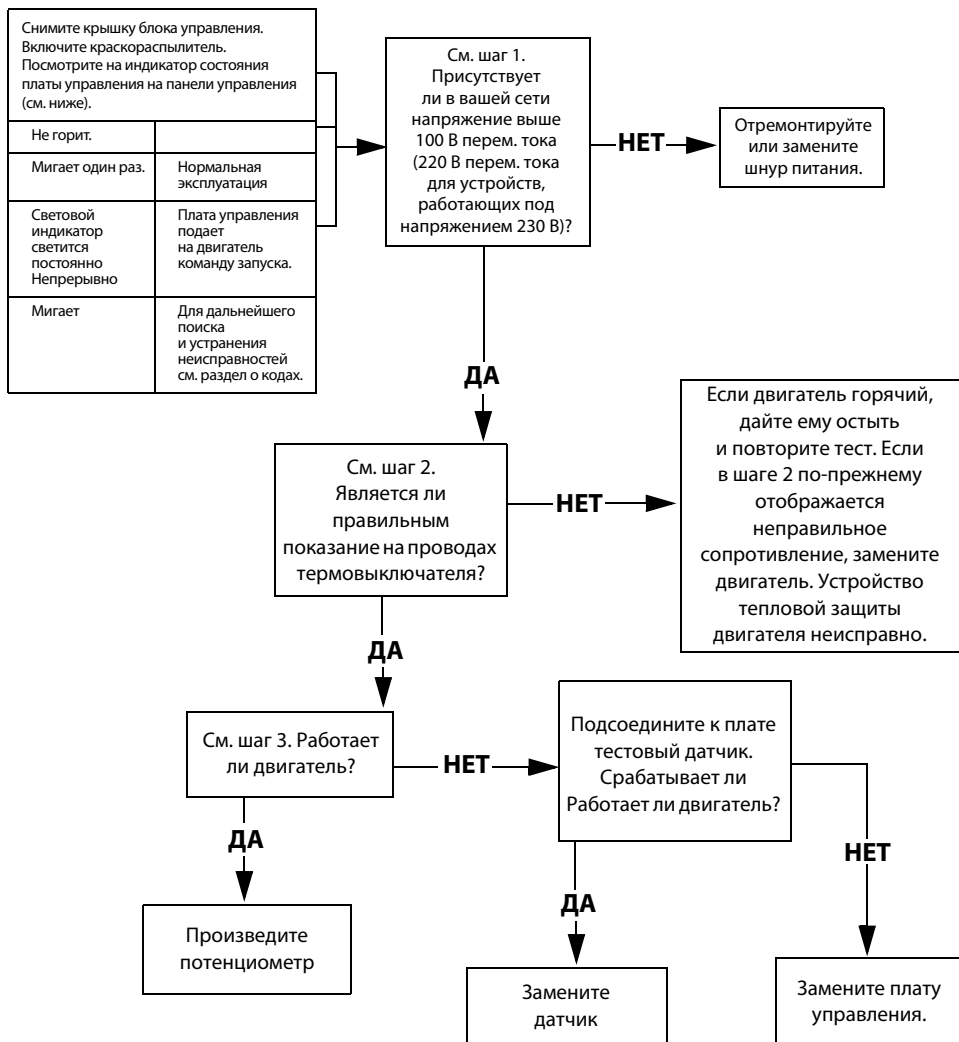 Снимите крышку блока управления.
Включите краскораспылитель.
Посмотрите на индикатор состояния
платы управления на панели управления
(см. ниже).
Не горит.
Мигает один раз.
Нормальная
эксплуатация
Световой
индикатор
светится
постоянно
Непрерывно
Плата управления
подает
на двигатель
команду запуска.
Мигает
Для дальнейшего
поиска
и устранения
неисправностей
см. раздел о кодах.
См. шаг 1.
Присутствует
ли в вашей сети
напряжение выше
100 В перем. тока
(220 В перем. тока
для устройств,
работающих под
напряжением 230 В)?
НЕТ
Отремонтируйте
или замените
шнур питания.
ДА
См. шаг 2.
Является ли
правильным
показание на проводах
термовыключателя?
НЕТ
Если двигатель горячий,
дайте ему остыть
и повторите тест. Если
в шаге 2 по-прежнему
отображается
неправильное
сопротивление, замените
двигатель. Устройство
тепловой защиты
двигателя неисправно.
ДА
См. шаг 3. Работает
ли двигатель?
НЕТ
Подсоедините к плате
тестовый датчик.
Срабатывает ли
Работает ли двигатель?
ДА
Произведите
потенциометр
ДА
Замените
датчик
НЕТ
Замените плату
управления.